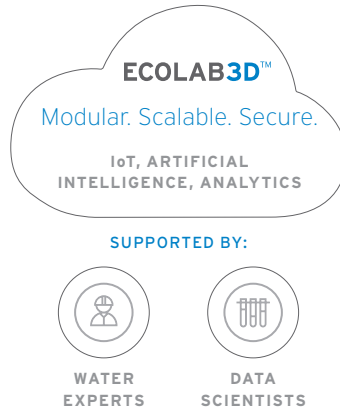 ECOLAB3D™
Modular. Scalable. Secure.
IoT, ARTIFICIAL
INTELLIGENCE, ANALYTICS
SUPPORTED BY:
WATER
EXPERTS
DATA
SCIENTISTS